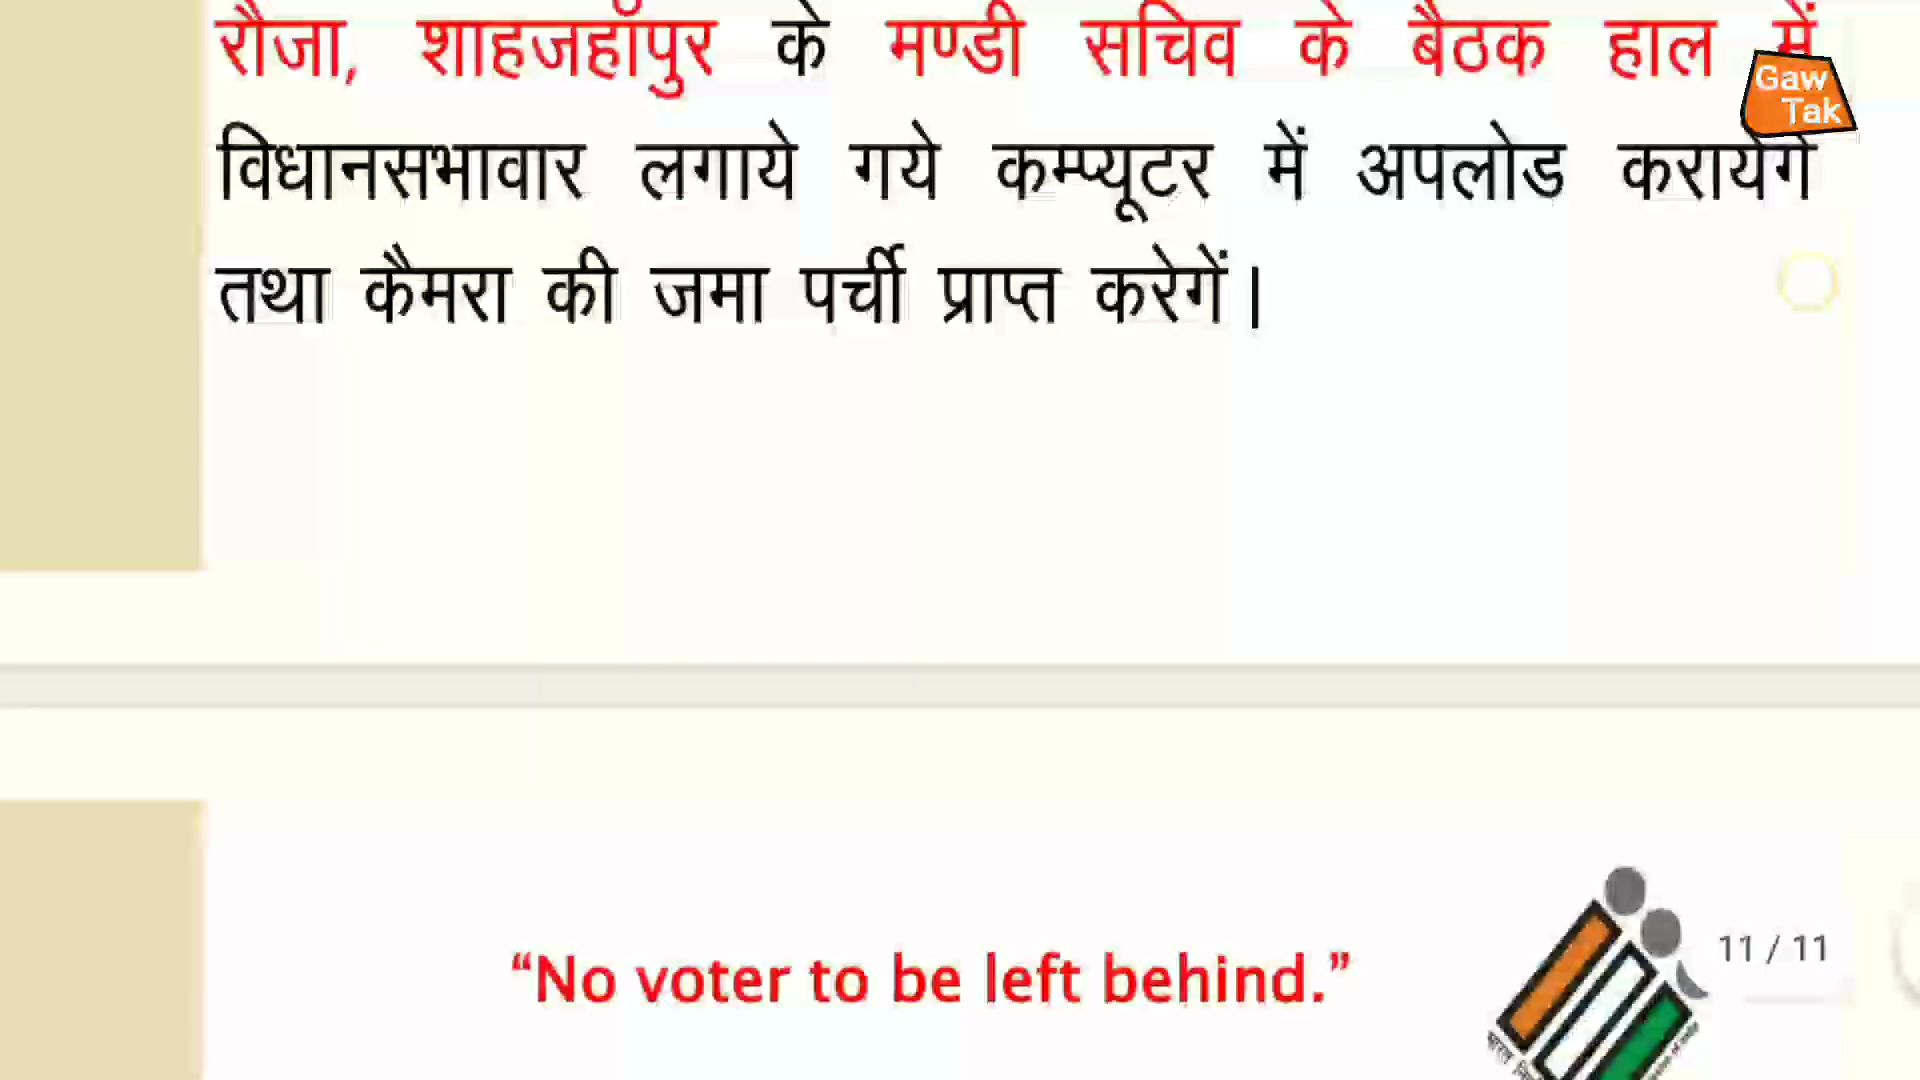 रौजा, शाहजहाँपुर के मण्डी सचिव के बैठक हाल में
Gaw
Tak
विधानसभावार लगाये गये कम्प्यूटर में अपलोड करायेगें
तथा कैमरा की जमा पर्ची प्राप्त करेगें।
“No voter to be left behind.”
11 / 11